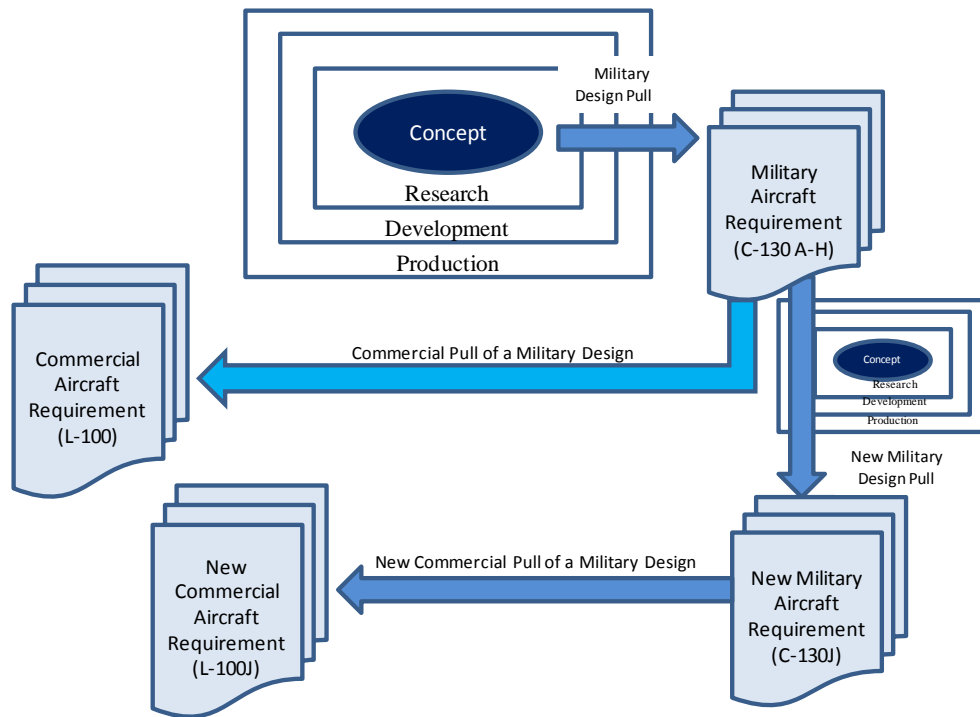 Military
Design Pull
Concept
Research
Development
Production
Military
Aircraft
Requirement
(C-130 A-H)
Commercial Pull of a Military Design
Commercial
Aircraft
Requirement
(L-100)
Concept
Research
Development
Production
New Military
Design Pull
New Commercial Pull of a Military Design
New
Commercial
Aircraft
Requirement
(L-100J)
New Military
Aircraft
Requirement
(C-130J)